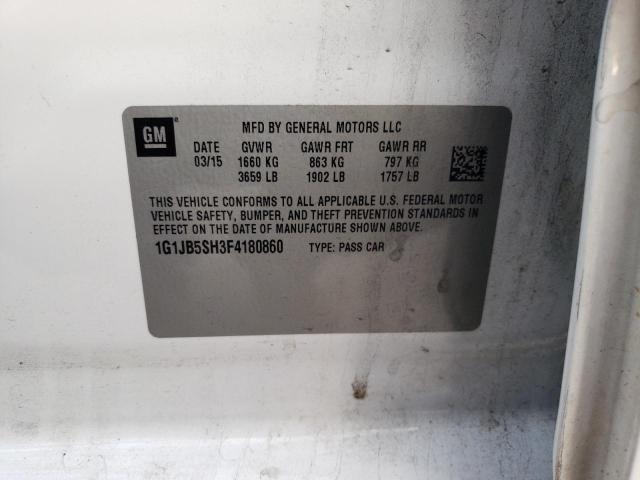 GM
MFD BY GENERAL MOTORS LLC
DATE GVWR GAWR FRT GAWR RR
03/15 1660 KG 863 KG 797 KG
3659 LB 1902 LB 1757 LB
THIS VEHICLE CONFORMS TO ALL APPLICABLE U.S. FEDERAL MOTOR
VEHICLE SAFETY, BUMPER, AND THEFT PREVENTION STANDARDS IN
EFFECT ON THE DATE OF MANUFACTURE SHOWN ABOVE.
1G1JB5SH3F4180860 TYPE: PASS CAR